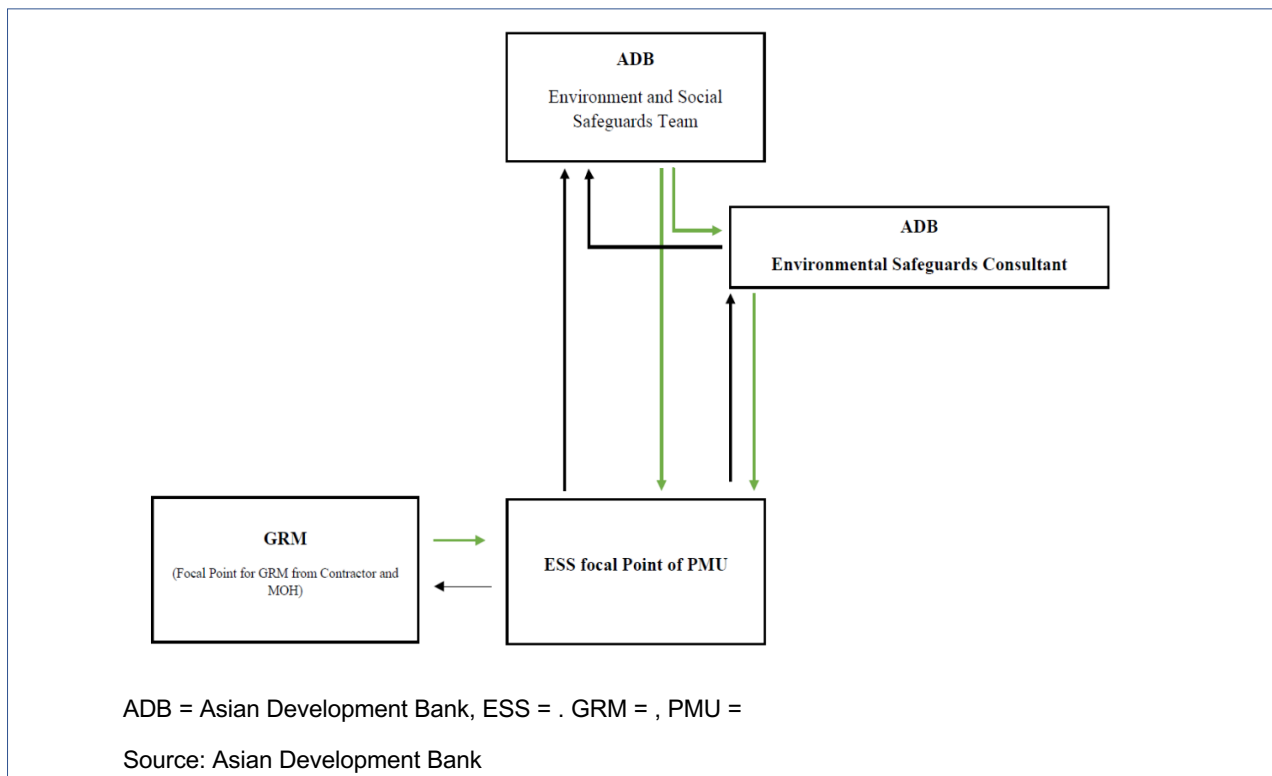 ADB
Environment and Social
Safeguards Team
ADB
Environmental Safeguards Consultant
GRM
(Focal Point for GRM from Contractor and
MOH)
ESS focal Point of PMU
ADB = Asian Development Bank, ESS = . GRM = , PMU =
Source: Asian Development Bank